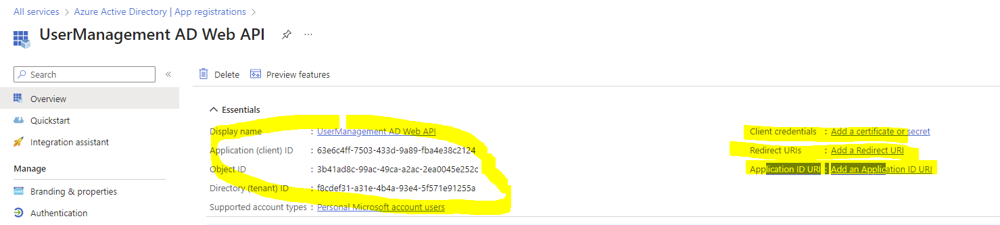 All services > Azure Active Directory | App registrations >
UserManagement AD Web API ...
Search «
Overview
Quickstart
Integration assistant
Manage
Branding & properties
Authentication
Delete Preview features
Essentials
Display name : UserManagement AD Web API
Application (client) ID : 63e6c4ff-7503-433d-9a89-fba4e38c2124
Object ID : 3b41ad8c-99ac-49ca-a2ac-2ea0045e252c
Directory (tenant) ID : f8cdef31-a31e-4b4a-93e4-5f571e91255a
Supported account types : Personal Microsoft account users
Client credentials : Add a certificate or secret
Redirect URIs : Add a Redirect URI
Application ID URI : Add an Application ID URI